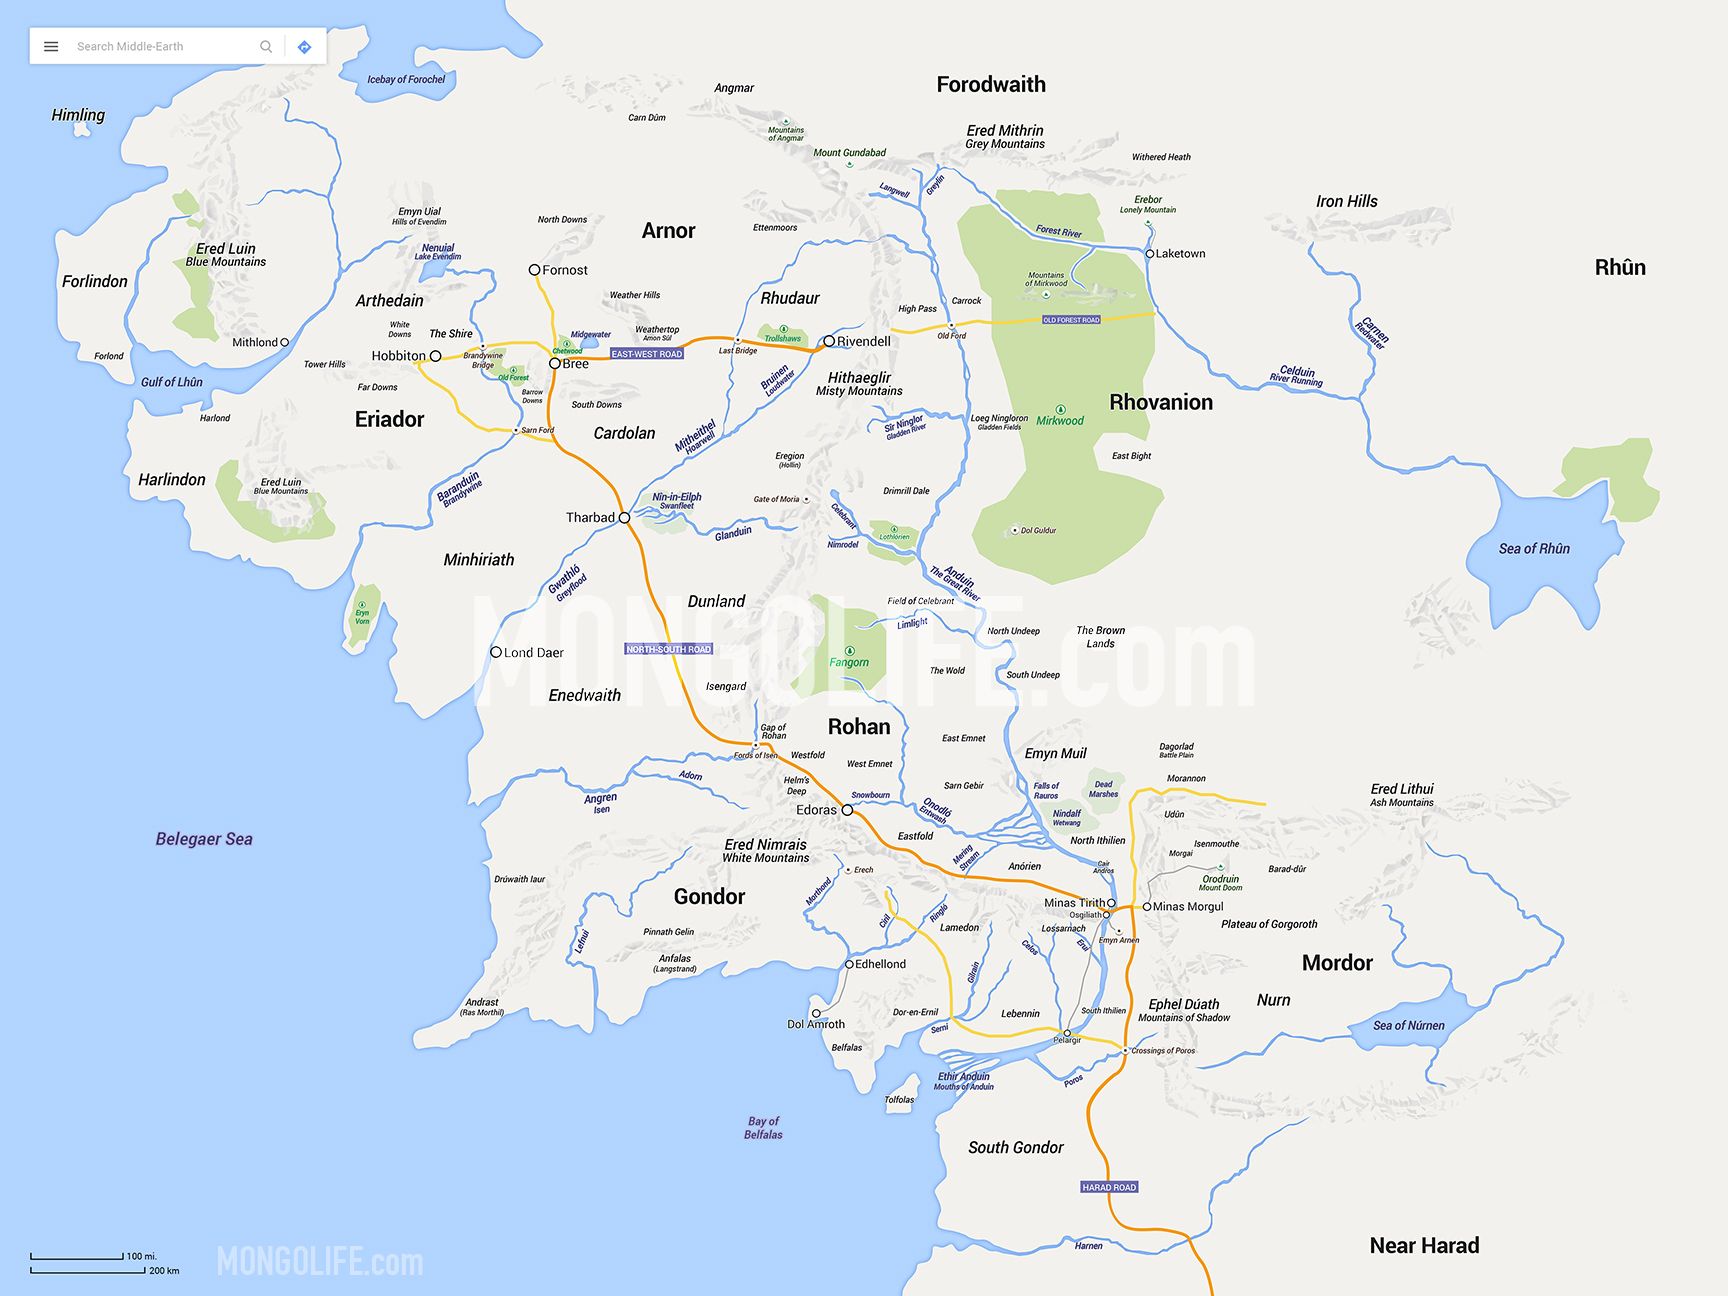 Search Middle-Earth
Icebay of Forochel
Himling
Angmar
Forodwaith
Carn Dûm
Mountains
of Angmar
Ered Mithrin
Grey Mountains
Mount Gundabad
Withered Heath
Langwell
Greylin
Erebor
Lonely Mountain
Iron Hills
Emyn Uial
Hills of Evendim
North Downs
Arnor
Ettenmoors
Forest River
Ered Luin
Blue Mountains
Nenuial
Lake Evendim
Laketown
Rhûn
Forlindon
Fornost
Mountains
of Mirkwood
Arthedain
Weather Hills
Rhudaur
High Pass
Carrock
White
Downs
The Shire
Midgewater
Weathertop
Amon Sûl
Trollshaws
OLD FOREST ROAD
Old Ford
Carnen
Redwater
Mithlond
Hobbiton
Brandywine
Bridge
Chetwood
EAST-WEST ROAD
Last Bridge
Rivendell
Forlond
Tower Hills
Bree
Old Forest
Gulf of Lhûn
Far Downs
Barrow
Downs
Bruinen
Loudwater
Hithaeglir
Misty Mountains
Celduin
River Running
Harlond
Eriador
South Downs
Rhovanion
Sarn Ford
Cardolan
Mitheithel
Hoarwell
Sîr Ninglor
Gladden River
Loeg Ningloron
Gladden Fields
Mirkwood
Harlindon
Ered Luin
Blue Mountains
Baranduin
Brandywine
Eregion
(Hollin)
East Bight
Nîn-in-Eilph
Swanfleet
Gate of Moria
Drimrill Dale
Tharbad
Glanduin
Celebrant
Nimrodel
Lothlorien
Dol Guldur
Sea of Rhûn
Minhiriath
Gwathló
Greyflood
Anduin
The Great River
Eryn
Vorn
Dunland
Field of Celebrant
Limlight
North Undeep
The Brown
Lands
MONGOLIFE.com
Lond Daer
NORTH-SOUTH ROAD
Fangorn
The Wold
South Undeep
Enedwaith
Isengard
Gap of
Rohan
Rohan
East Emnet
Emyn Muil
Dagorlad
Battle Plain
Fords of Isen
Westfold
West Emnet
Adorn
Helm's
Deep
Sarn Gebir
Falls of
Rauros
Dead
Marshes
Morannon
Ered Lithui
Ash Mountains
Angren
Isen
Edoras
Snowbourn
Onodló
Entwash
Nindalf
Wetwang
Udûn
Belegaer Sea
Ered Nimrais
White Mountains
Eastfold
Mering
Stream
North Ithilien
Isenmouthe
Morgai
Drúwaith Iaur
Erech
Anórien
Cair
Andros
Orodruin
Mount Doom
Barad-dûr
Gondor
Morthond
Ciril
Ringló
Minas Tirith
Osgiliath
Minas Morgul
Lefnui
Pinnath Gelin
Lamedon
Lossarnach
Emyn Arnen
Plateau of Gorgoroth
Anfalas
(Langstrand)
Edhellond
Gilrain
Celos
Erui
Mordor
Andrast
(Ras Morthil)
Dol Amroth
Dor-en-Ernil
Serni
Lebennin
South Ithilien
Ephel Dúath
Mountains of Shadow
Nurn
Sea of Núrnen
Belfalas
Pelargir
Crossings of Poros
Ethir Anduin
Mouths of Anduin
Poros
Tolfolas
Bay of
Belfalas
South Gondor
HARAD ROAD
Harnen
Near Harad
100 mi.
200 km
MONGOLIFE.com